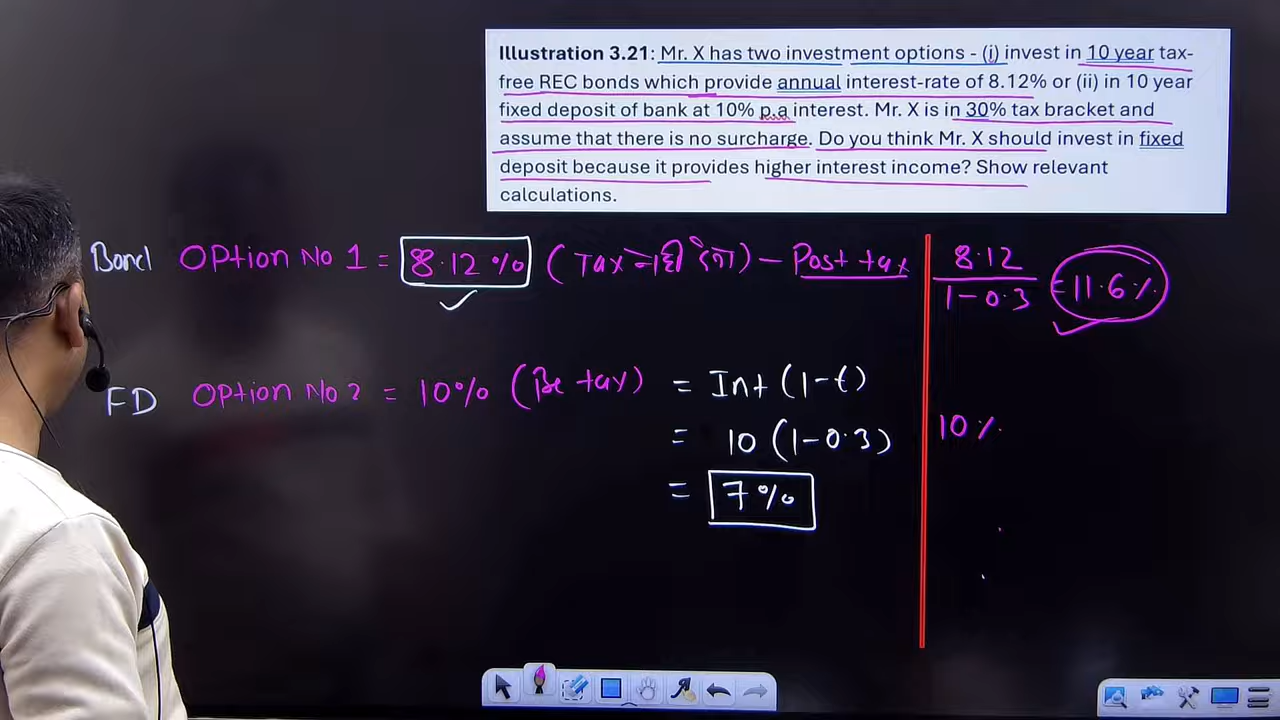 Illustration 3.21: Mr. X has two investment options - (i) invest in 10 year tax-
free REC bonds which provide annual interest-rate of 8.12% or (ii) in 10 year
fixed deposit of bank at 10% p.a interest. Mr. X is in 30% tax bracket and
assume that there is no surcharge. Do you think Mr. X should invest in fixed
deposit because it provides higher interest income? Show relevant
calculations.
Bond Option No 1 = 8.12% (Tax नहीं) - Post tax
8.12
1-0.3
= 11.6%
FD Option No 2 = 10% (Be tax) = Int (1-t)
= 10 (1-0.3)
10%
= 7%